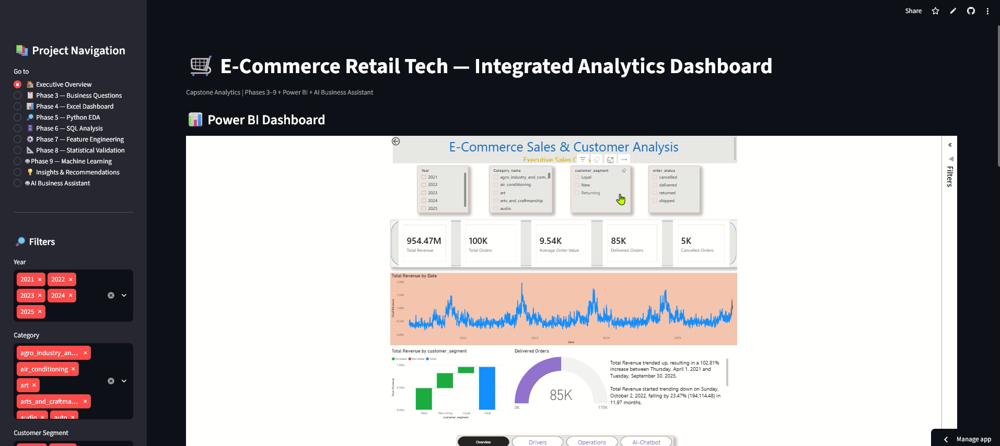 Share
Project Navigation
Go to
Executive Overview
Phase 3 — Business Questions
Phase 4 — Excel Dashboard
Phase 5 — Python EDA
Phase 6 — SQL Analysis
Phase 7 — Feature Engineering
Phase 8 — Statistical Validation
Phase 9 — Machine Learning
Insights & Recommendations
AI Business Assistant
Filters
Year
2021 × 2022 ×
2023 × 2024 ×
2025 ×
Category
agro_industry_an... ×
air_conditioning ×
art ×
arts_and_craftma... ×
audio × auto ×
Customer Segment
E-Commerce Retail Tech — Integrated Analytics Dashboard
Capstone Analytics | Phases 3–9 + Power BI + AI Business Assistant
Power BI Dashboard
E-Commerce Sales & Customer Analysis
Executive Sales
Year
2021
2022
2023
2024
2025
Category_name
agro_industry_and_com...
air_conditioning
art
arts_and_craftmanship
audio
customer_segment
Loyal
New
Returning
order_status
cancelled
delivered
returned
shipped
954.47M
Total Revenue
100K
Total Orders
9.54K
Average Order Value
85K
Delivered Orders
5K
Cancelled Orders
Total Revenue by Date
2.0M
1.5M
1.0M
0.5M
0.0M
Total Revenue
2022 2023 2024 2025
Date
Total Revenue by customer_segment
Increase Decrease Total
1.0bn
0.5bn
0.0bn
Total Revenue
New Returning Loyal Total
customer_segment
Delivered Orders
85K
0K 170K
Total Revenue trended up, resulting in a 102.81%
increase between Thursday, April 1, 2021 and
Tuesday, September 30, 2025.
Total Revenue started trending down on Sunday,
October 2, 2022, falling by 23.47% (194,114.48) in
11.97 months.
Overview Drivers Operations AI-Chatbot
Filters
Manage app